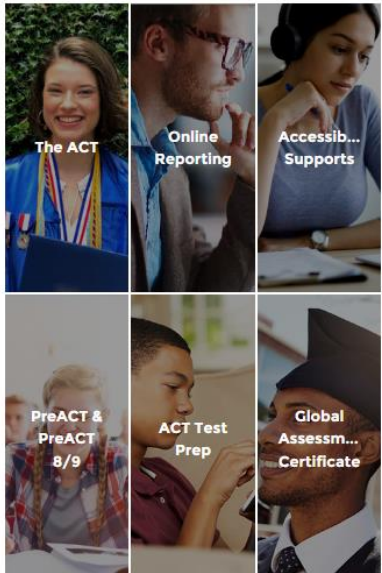 The ACT
Online
Reporting
Accessib...
Supports
PreACT &
PreACT
8/9
ACT Test
Prep
Global
Assessm...
Certificate